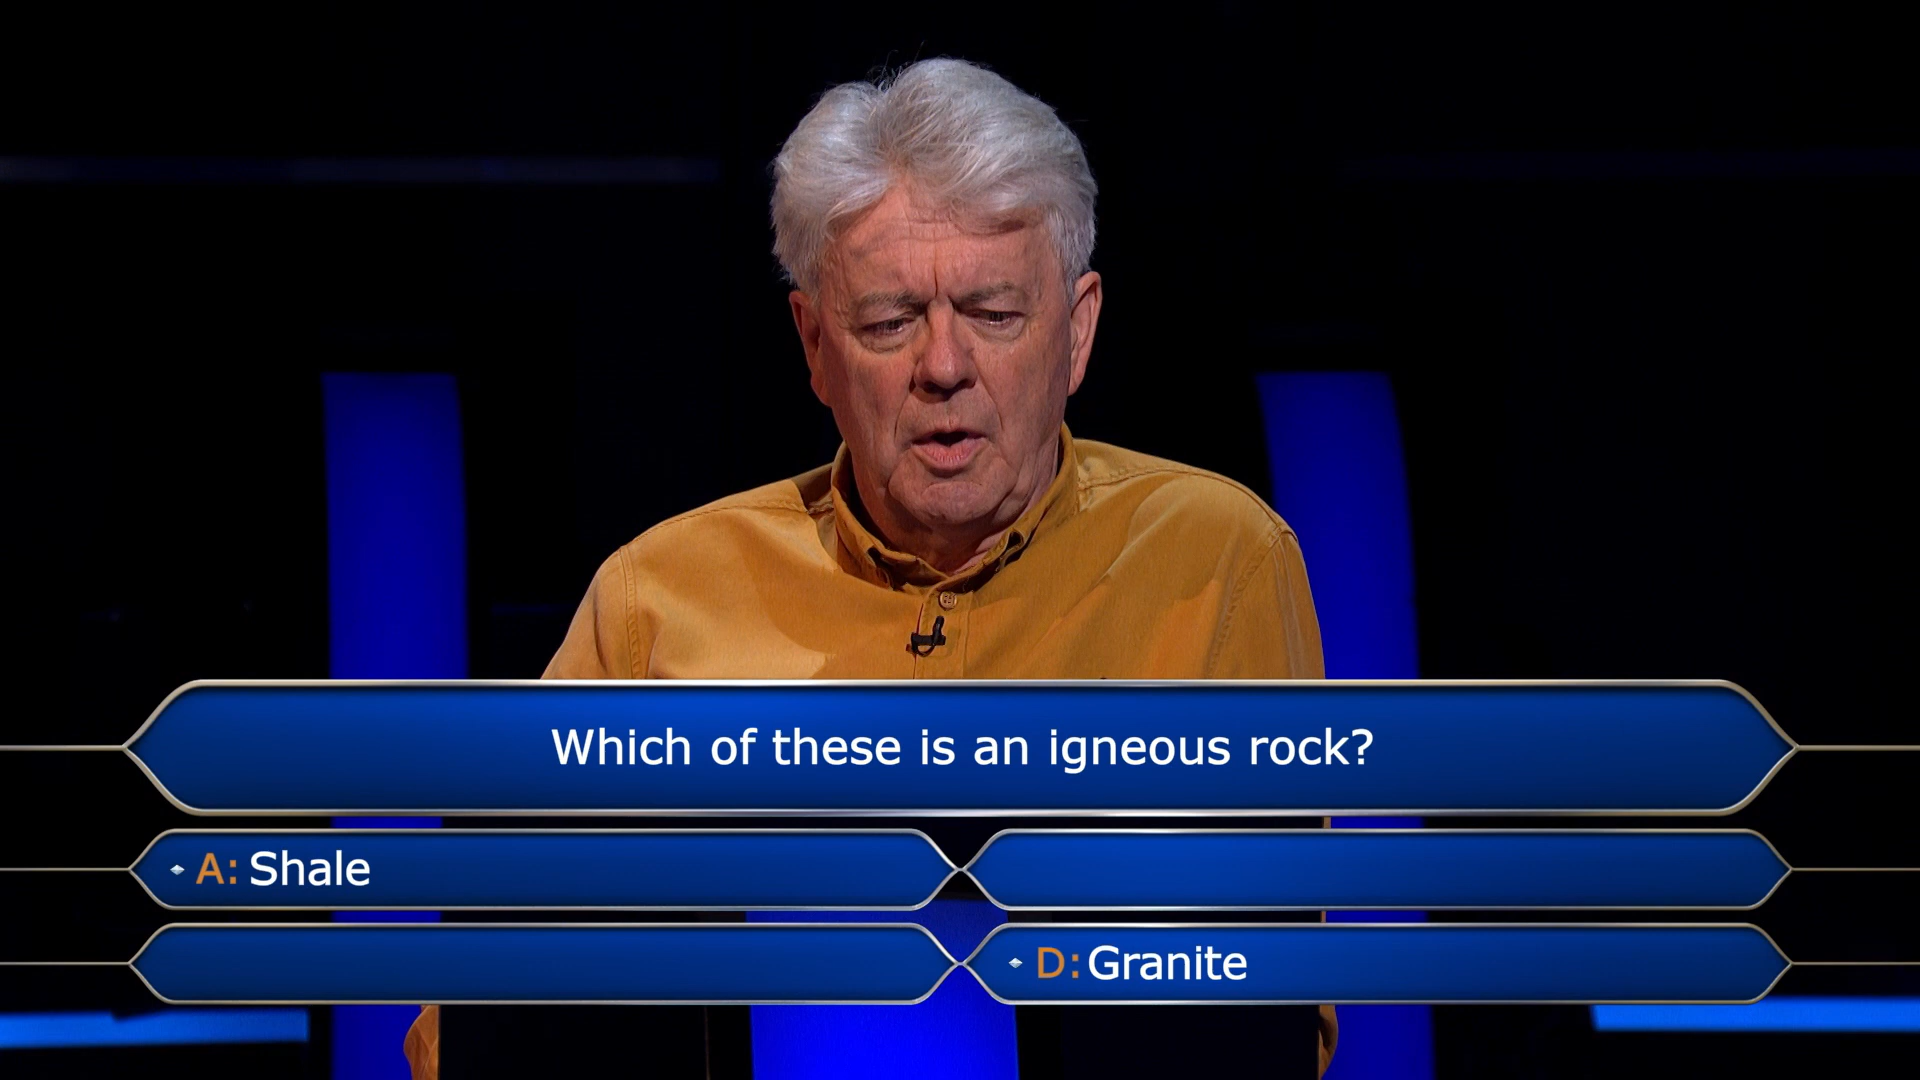 Which of these is an igneous rock?
A: Shale
D: Granite